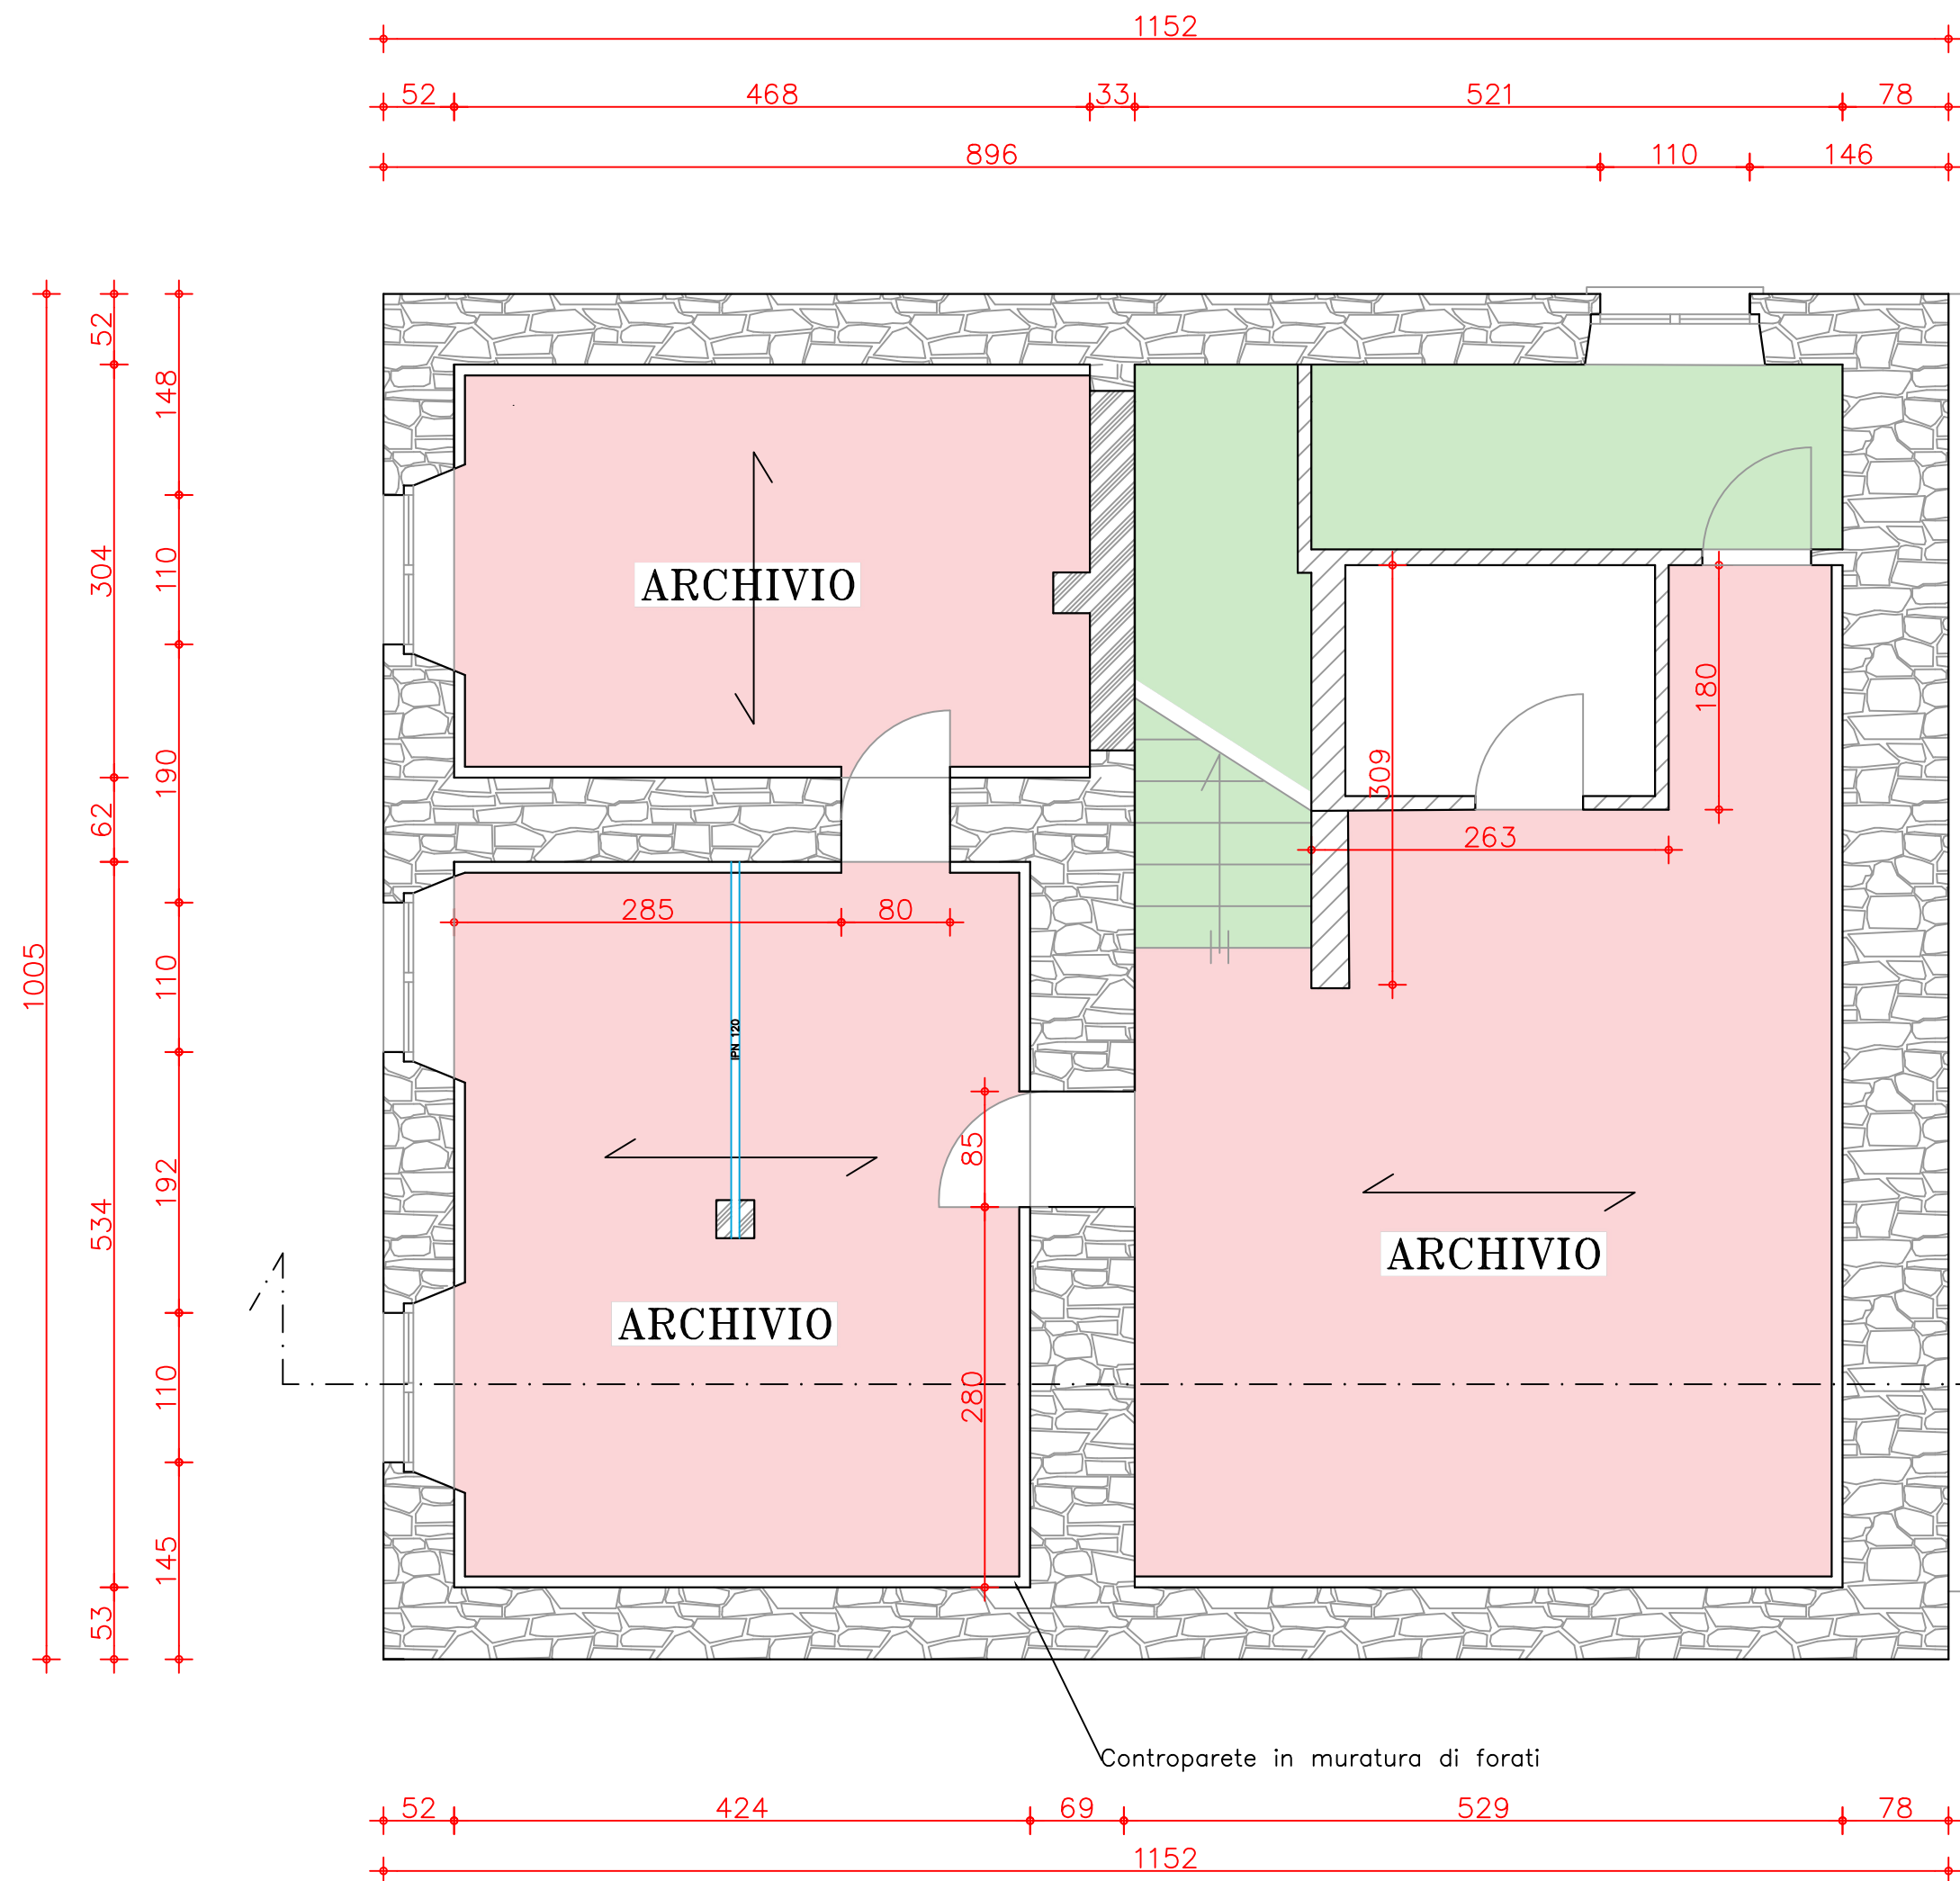 1152
52 468 33 521 78
896 110 146
52
148
304
110
ARCHIVIO
180
190
309
62
263
285 80
1005
110
IPN 120
85
192
534
ARCHIVIO
ARCHIVIO
280
110
145
53
Controparete in muratura di forati
52 424 69 529 78
1152